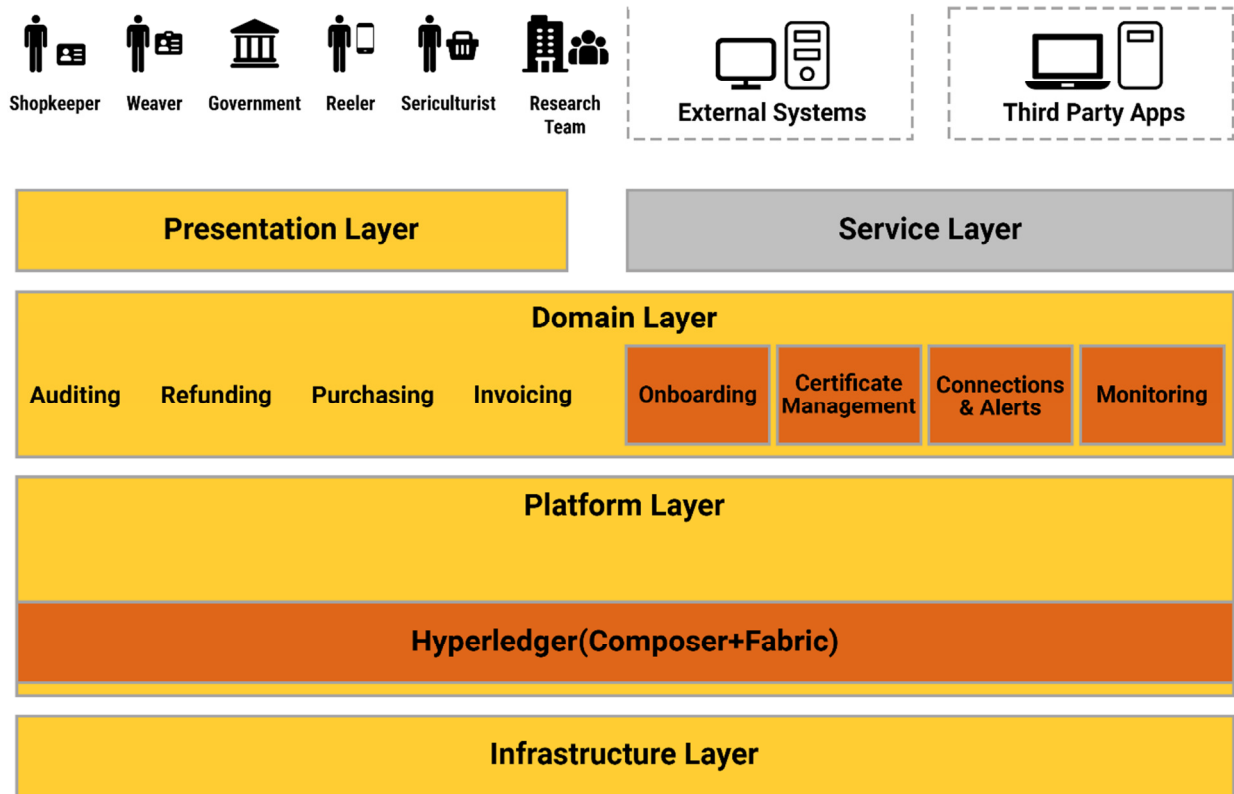 Shopkeeper
Weaver
Government
Reeler
Sericulturist
Research
Team
External Systems
Third Party Apps
Presentation Layer
Service Layer
Domain Layer
Auditing
Refunding
Purchasing
Invoicing
Onboarding
Certificate
Management
Connections
& Alerts
Monitoring
Platform Layer
Hyperledger(Composer+Fabric)
Infrastructure Layer